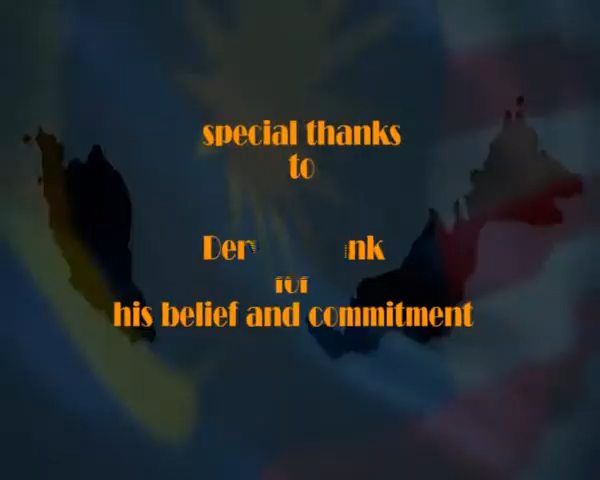 special thanks
to
for
his belief and commitment